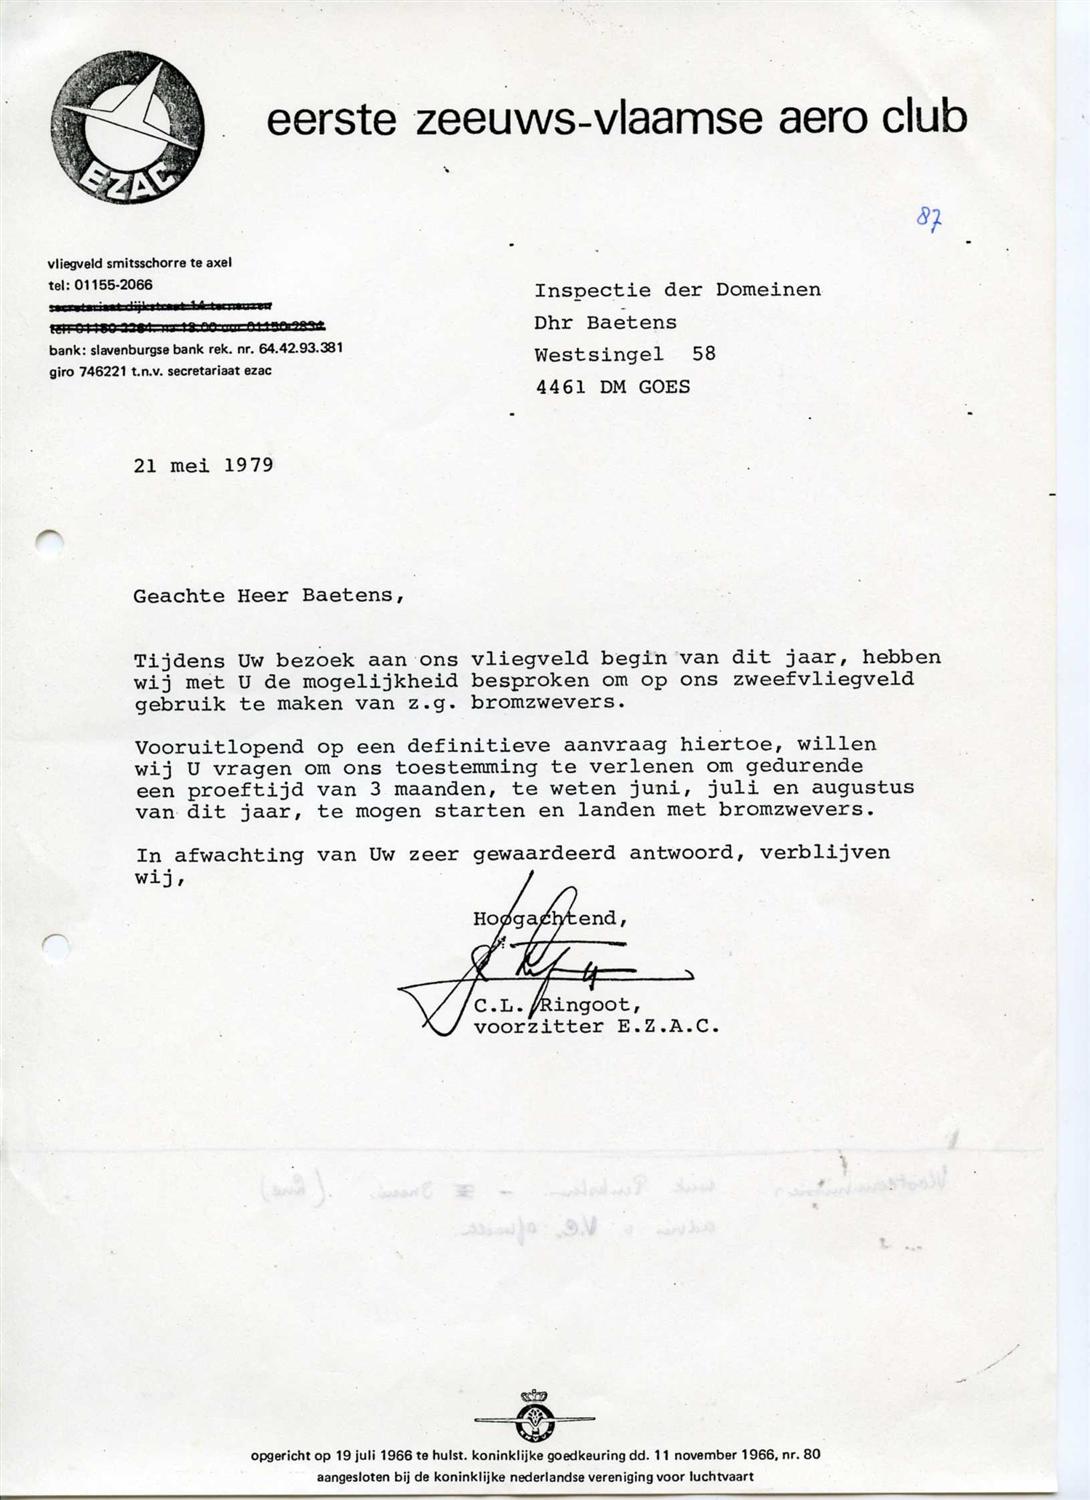 EZAC
eerste zeeuws-vlaamse aero club
87
vliegveld smitsschorre te axel
tel: 01155-2066
secretariaat dijkstraat 14 terneuzen
bank: slavenburgse bank rek. nr. 64.42.93.381
giro 746221 t.n.v. secretariaat ezac
Inspectie der Domeinen
Dhr Baetens
Westsingel 58
4461 DM GOES
21 mei 1979
Geachte Heer Baetens,
Tijdens Uw bezoek aan ons vliegveld begin van dit jaar, hebben
wij met U de mogelijkheid besproken om op ons zweefvliegveld
gebruik te maken van z.g. bromzwevers.
Vooruitlopend op een definitieve aanvraag hiertoe, willen
wij U vragen om ons toestemming te verlenen om gedurende
een proeftijd van 3 maanden, te weten juni, juli en augustus
van dit jaar, te mogen starten en landen met bromzwevers.
In afwachting van Uw zeer gewaardeerd antwoord, verblijven
wij,
Hoogachtend,
C.L. Ringoot,
voorzitter E.Z.A.C.
opgericht op 19 juli 1966 te hulst. koninklijke goedkeuring dd. 11 november 1966, nr. 80
aangesloten bij de koninklijke nederlandse vereniging voor luchtvaart